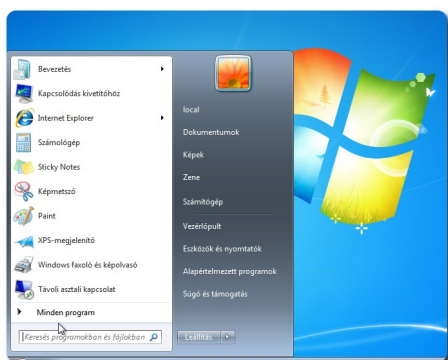 Bevezetés
Kapcsolódás kivetítőhöz
Internet Explorer
Számológép
Sticky Notes
Képmetsző
Paint
XPS-megjelenítő
Windows faxoló és képolvasó
Távoli asztali kapcsolat
Minden program
Keresés programokban és fájlokban
local
Dokumentumok
Képek
Zene
Számítógép
Vezérlőpult
Eszközök és nyomtatók
Alapértelmezett programok
Súgó és támogatás
Leállítás